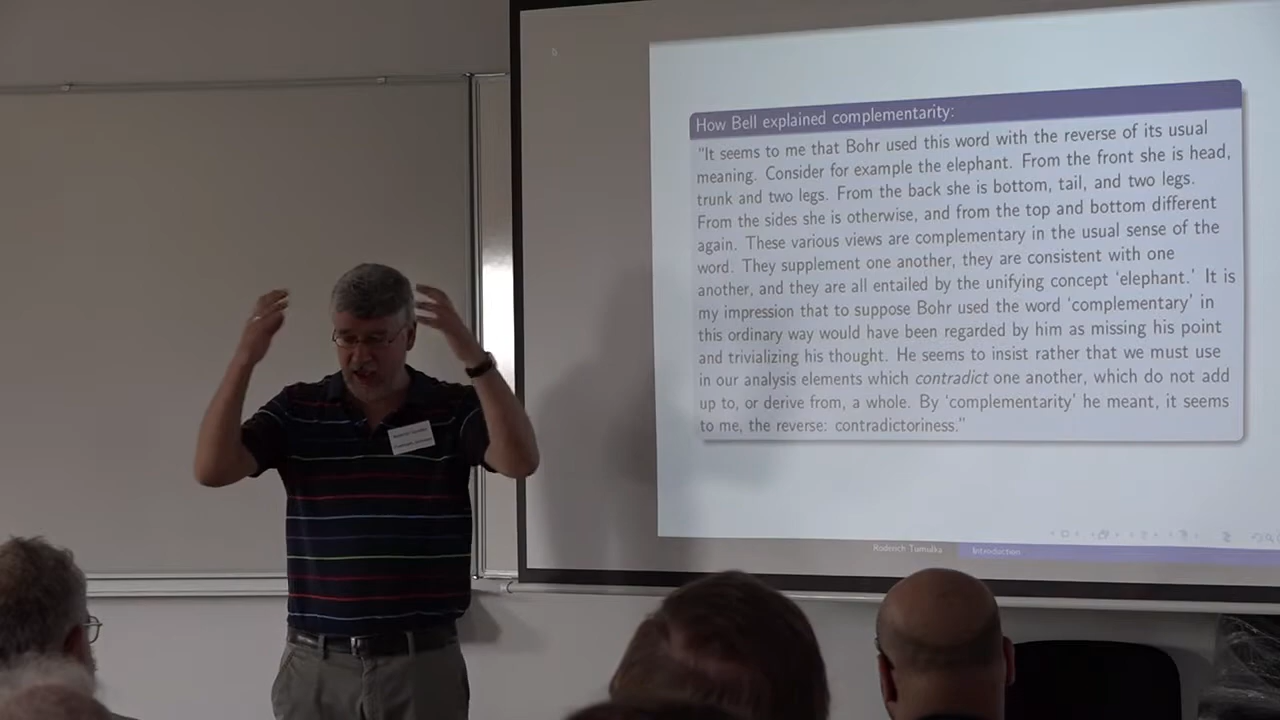 How Bell explained complementarity:
"It seems to me that Bohr used this word with the reverse of its usual
meaning. Consider for example the elephant. From the front she is head,
trunk and two legs. From the back she is bottom, tail, and two legs.
From the sides she is otherwise, and from the top and bottom different
again. These various views are complementary in the usual sense of the
word. They supplement one another, they are consistent with one
another, and they are all entailed by the unifying concept 'elephant.' It is
my impression that to suppose Bohr used the word 'complementary' in
this ordinary way would have been regarded by him as missing his point
and trivializing his thought. He seems to insist rather that we must use
in our analysis elements which contradict one another, which do not add
up to, or derive from, a whole. By 'complementarity' he meant, it seems
to me, the reverse: contradictoriness."
Roderich Tumulka Introduction